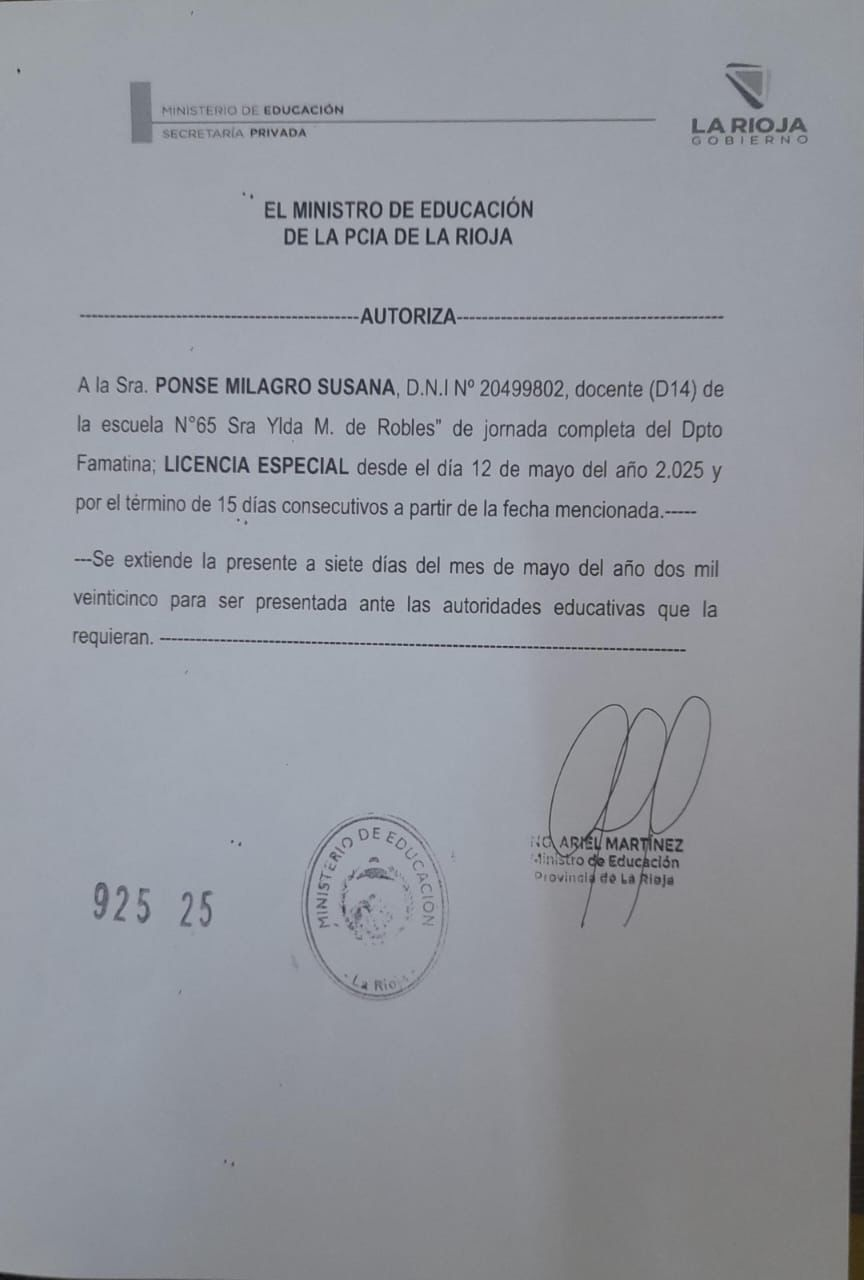 MINISTERIO DE EDUCACIÓN
SECRETARÍA PRIVADA
LA RIOJA
GOBIERNO
EL MINISTRO DE EDUCACIÓN
DE LA PCIA DE LA RIOJA
----------------------------------------------AUTORIZA--------------------------------------------
A la Sra. PONSE MILAGRO SUSANA, D.N.I Nº 20499802, docente (D14) de
la escuela N°65 Sra Ylda M. de Robles" de jornada completa del Dpto
Famatina; LICENCIA ESPECIAL desde el día 12 de mayo del año 2.025 y
por el término de 15 días consecutivos a partir de la fecha mencionada.-----
---Se extiende la presente a siete días del mes de mayo del año dos mil
veinticinco para ser presentada ante las autoridades educativas que la
requieran. ----------------------------------------------------------------------------------------
ARIEL MARTÍNEZ
Ministro de Educación
Provincia de La Rioja
925 25
MINISTERIO DE EDUCACIÓN
- La Rioja -